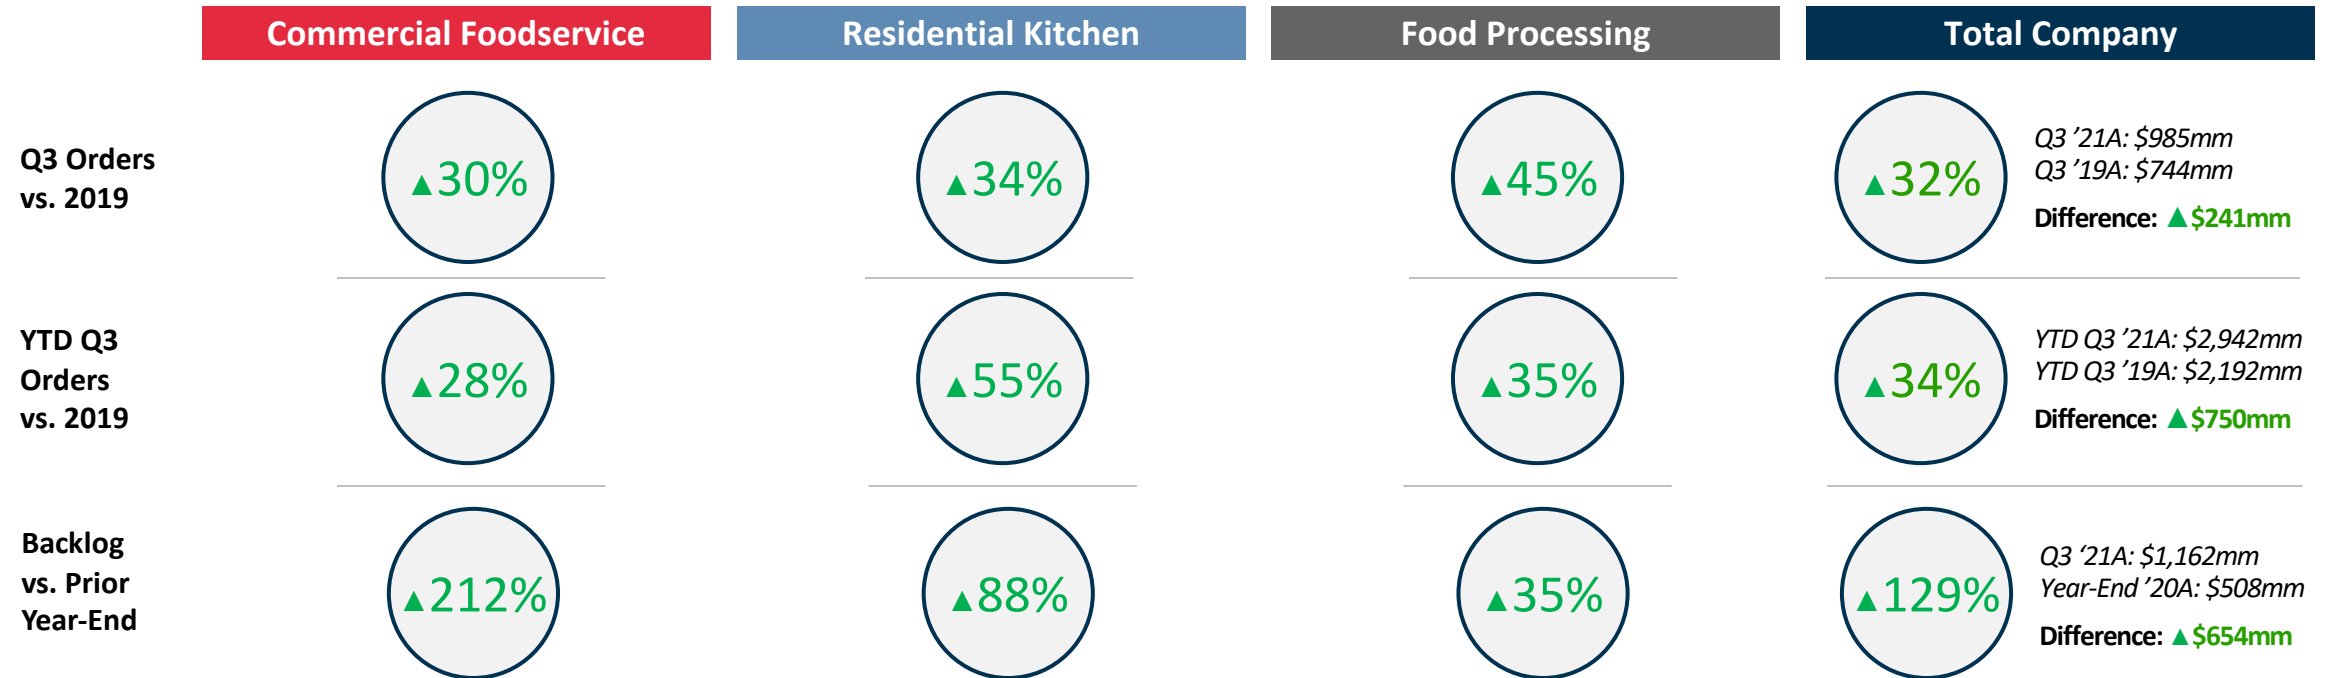 Commercial Foodservice
Residential Kitchen
Food Processing
Total Company
Q3 Orders
vs. 2019
▲30%
▲34%
▲45%
▲32%
Q3 ’21A: $985mm
Q3 ’19A: $744mm
Difference: ▲$241mm
YTD Q3
Orders
vs. 2019
▲28%
▲55%
▲35%
▲34%
YTD Q3 ’21A: $2,942mm
YTD Q3 ’19A: $2,192mm
Difference: ▲$750mm
Backlog
vs. Prior
Year-End
▲212%
▲88%
▲35%
▲129%
Q3 ‘21A: $1,162mm
Year-End ’20A: $508mm
Difference: ▲$654mm